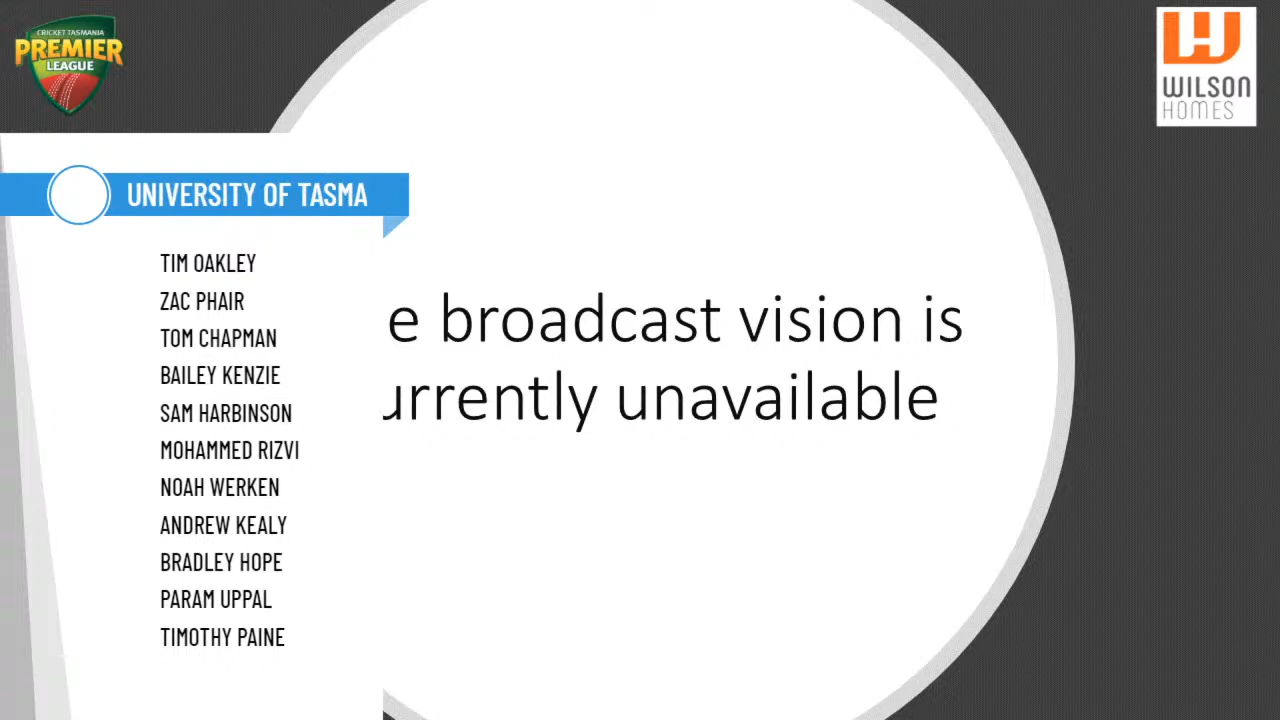 CRICKET TASMANIA
PREMIER
LEAGUE
WILSON
HOMES
UNIVERSITY OF TASMA
TIM OAKLEY
ZAC PHAIR
TOM CHAPMAN
BAILEY KENZIE
SAM HARBINSON
MOHAMMED RIZVI
NOAH WERKEN
ANDREW KEALY
BRADLEY HOPE
PARAM UPPAL
TIMOTHY PAINE
e broadcast vision is
urrently unavailable